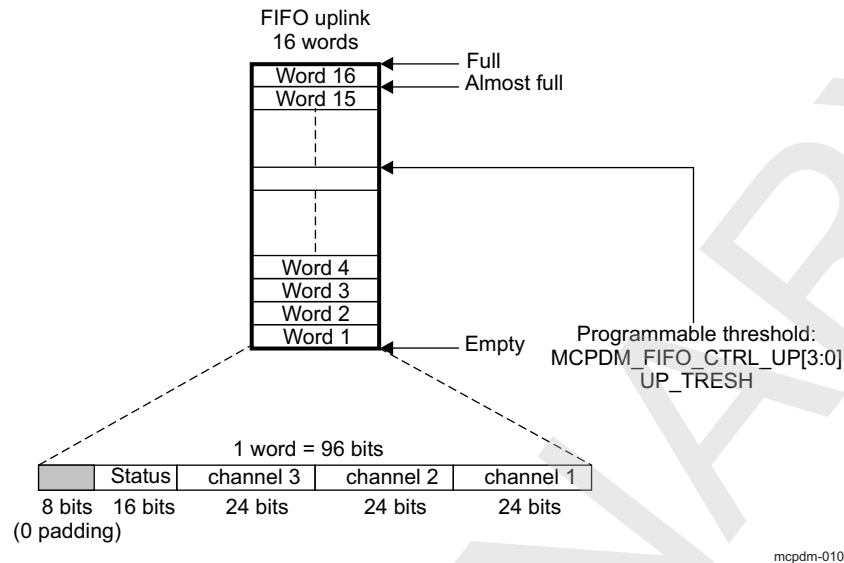 FIFO uplink
16 words
Full
Word 16
Almost full
Word 15
Word 4
Word 3
Word 2
Word 1
Empty
Programmable threshold:
MCPDM_FIFO_CTRL_UP[3:0]
UP_TRESH
1 word = 96 bits
Status channel 3 channel 2 channel 1
8 bits 16 bits 24 bits 24 bits 24 bits
(0 padding)
mcpdm-010